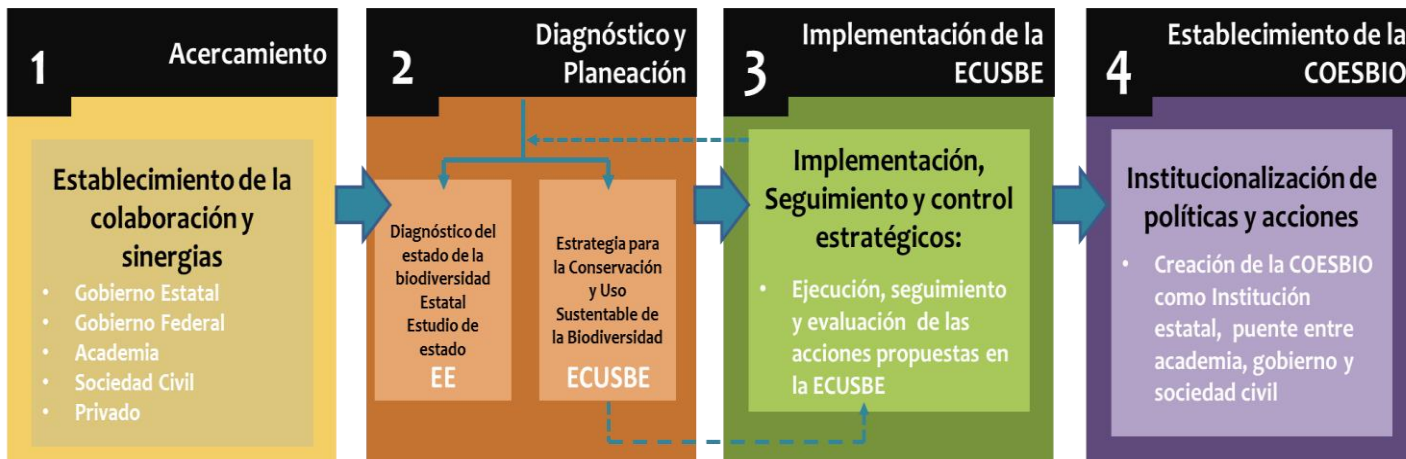 1
Acercamiento
Establecimiento de la
colaboración y
sinergias
• Gobierno Estatal
• Gobierno Federal
• Academia
• Sociedad Civil
• Privado
2
Diagnóstico y
Planeación
Diagnóstico del
estado de la
biodiversidad
Estatal
Estudio de
estado
EE
Estrategia para
la Conservación
y Uso
Sustentable de
la Biodiversidad
ECUSBE
3
Implementación de la
ECUSBE
Implementación,
Seguimiento y control
estratégicos:
• Ejecución, seguimiento
y evaluación de las
acciones propuestas en
la ECUSBE
4
Establecimiento de la
COESBIO
Institucionalización de
políticas y acciones
• Creación de la COESBIO
como Institución
estatal, puente entre
academia, gobierno y
sociedad civil